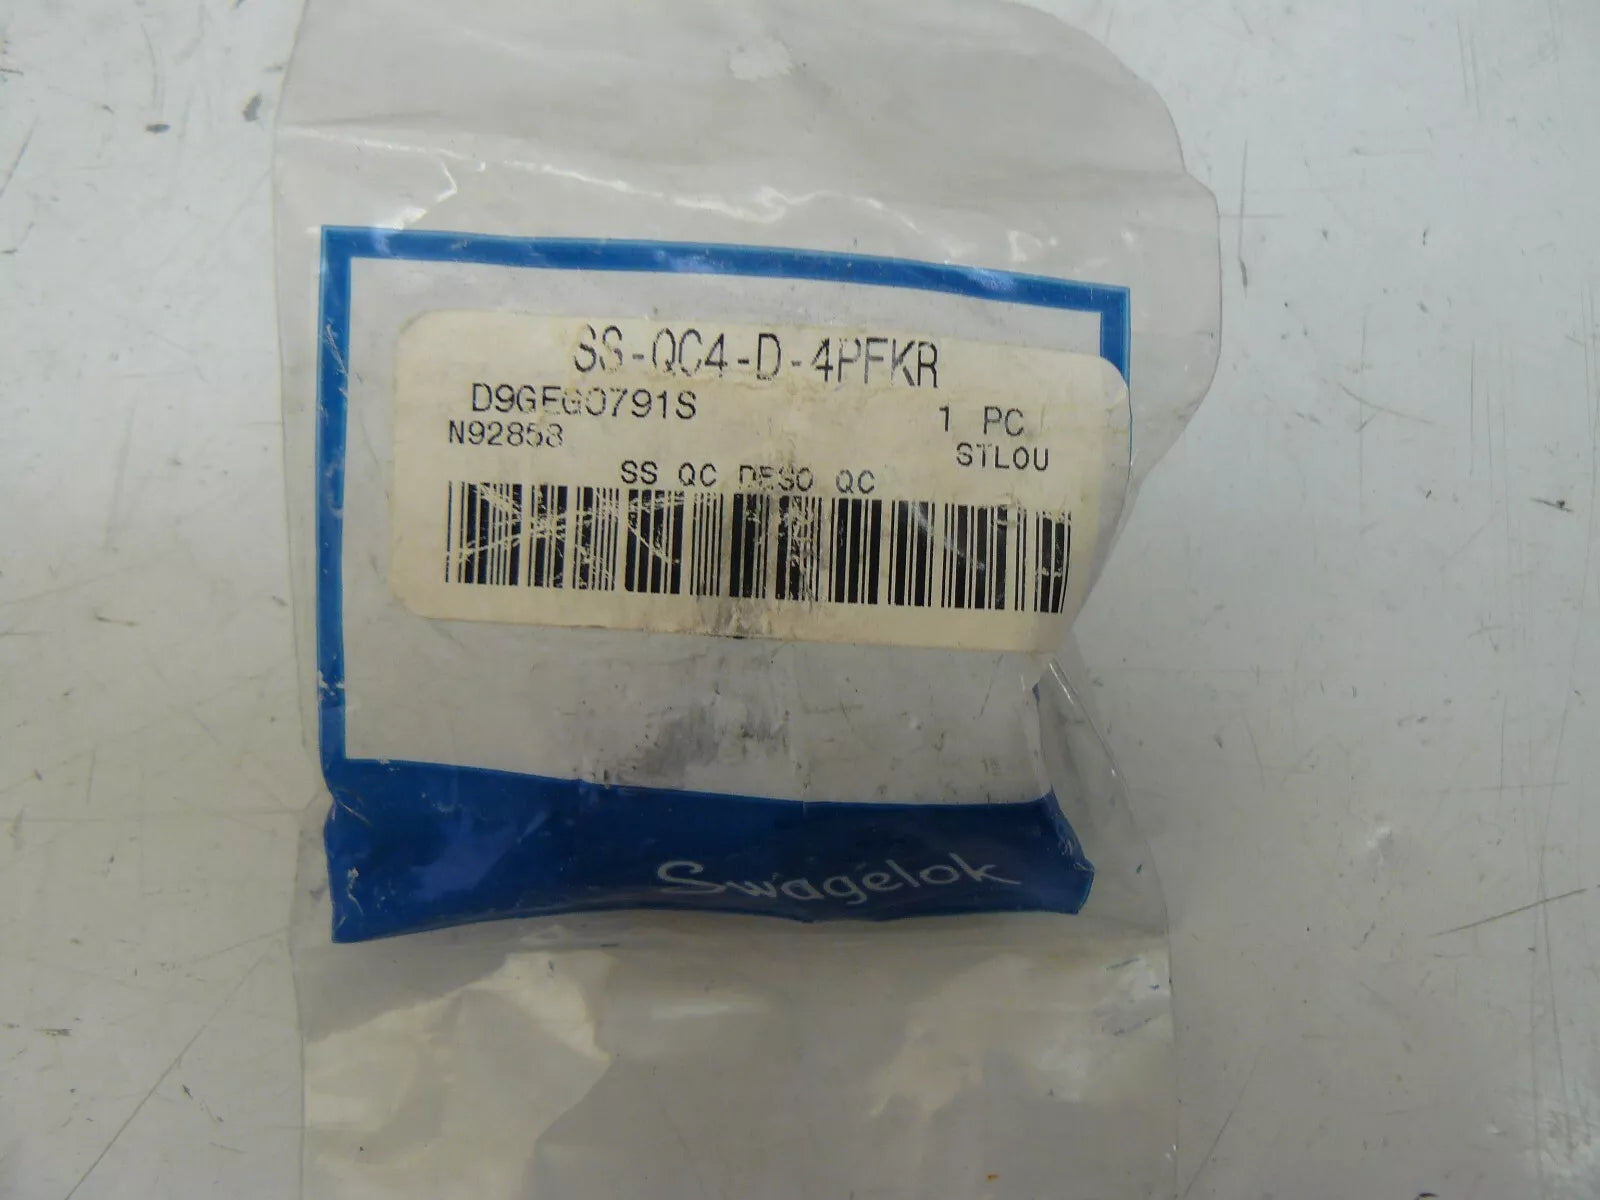 SS-QC4-D-4PFKR
D9GEG0791S
1 PC
N92858
STLOU
SS QC DESO QC
Swagelok